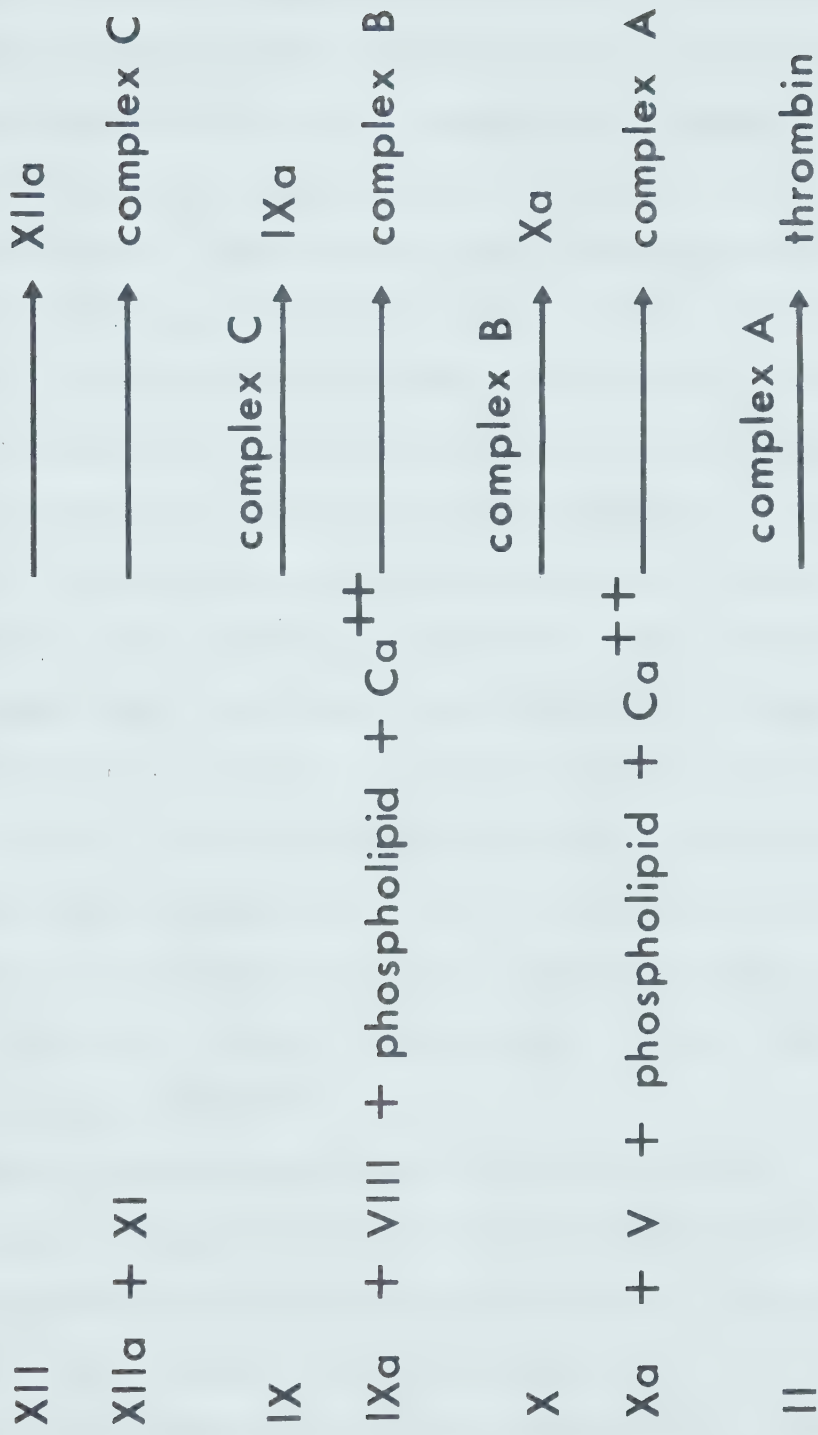 XII → XIIa
XIIa + XI → complex C
complex C
IX → IXa
IXa + VIII + phospholipid + Ca++ → complex B
complex B
X → Xa
Xa + V + phospholipid + Ca++ → complex A
complex A
II → thrombin